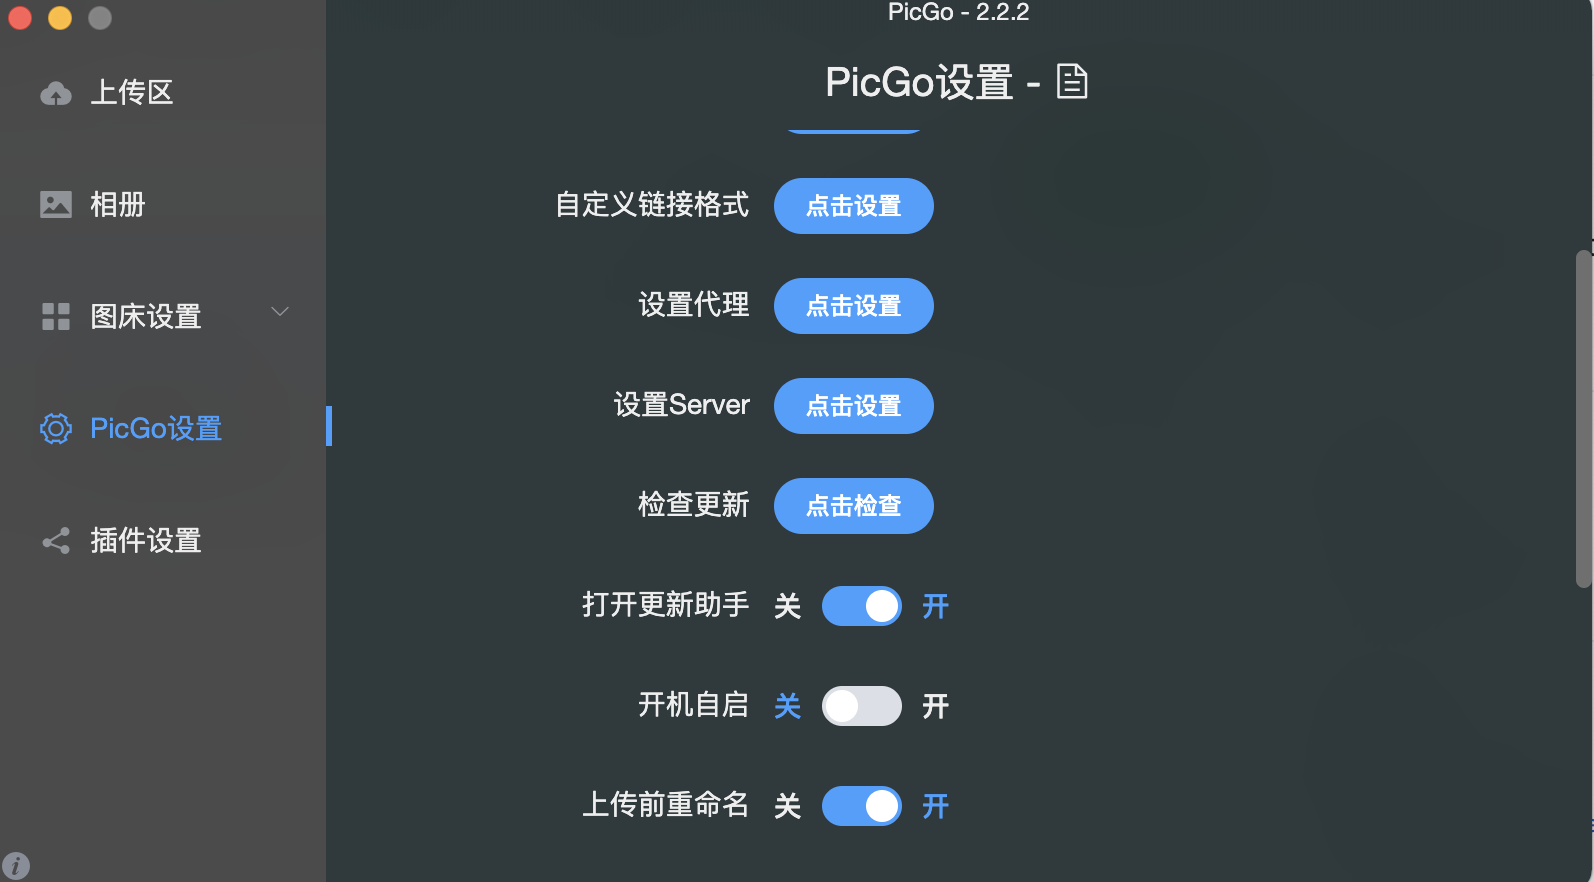 PicGo - 2.2.2
上传区
相册
图床设置
PicGo设置
插件设置
PicGo设置 -
自定义链接格式 点击设置
设置代理 点击设置
设置Server 点击设置
检查更新 点击检查
打开更新助手 关 开
开机自启 关 开
上传前重命名 关 开
i